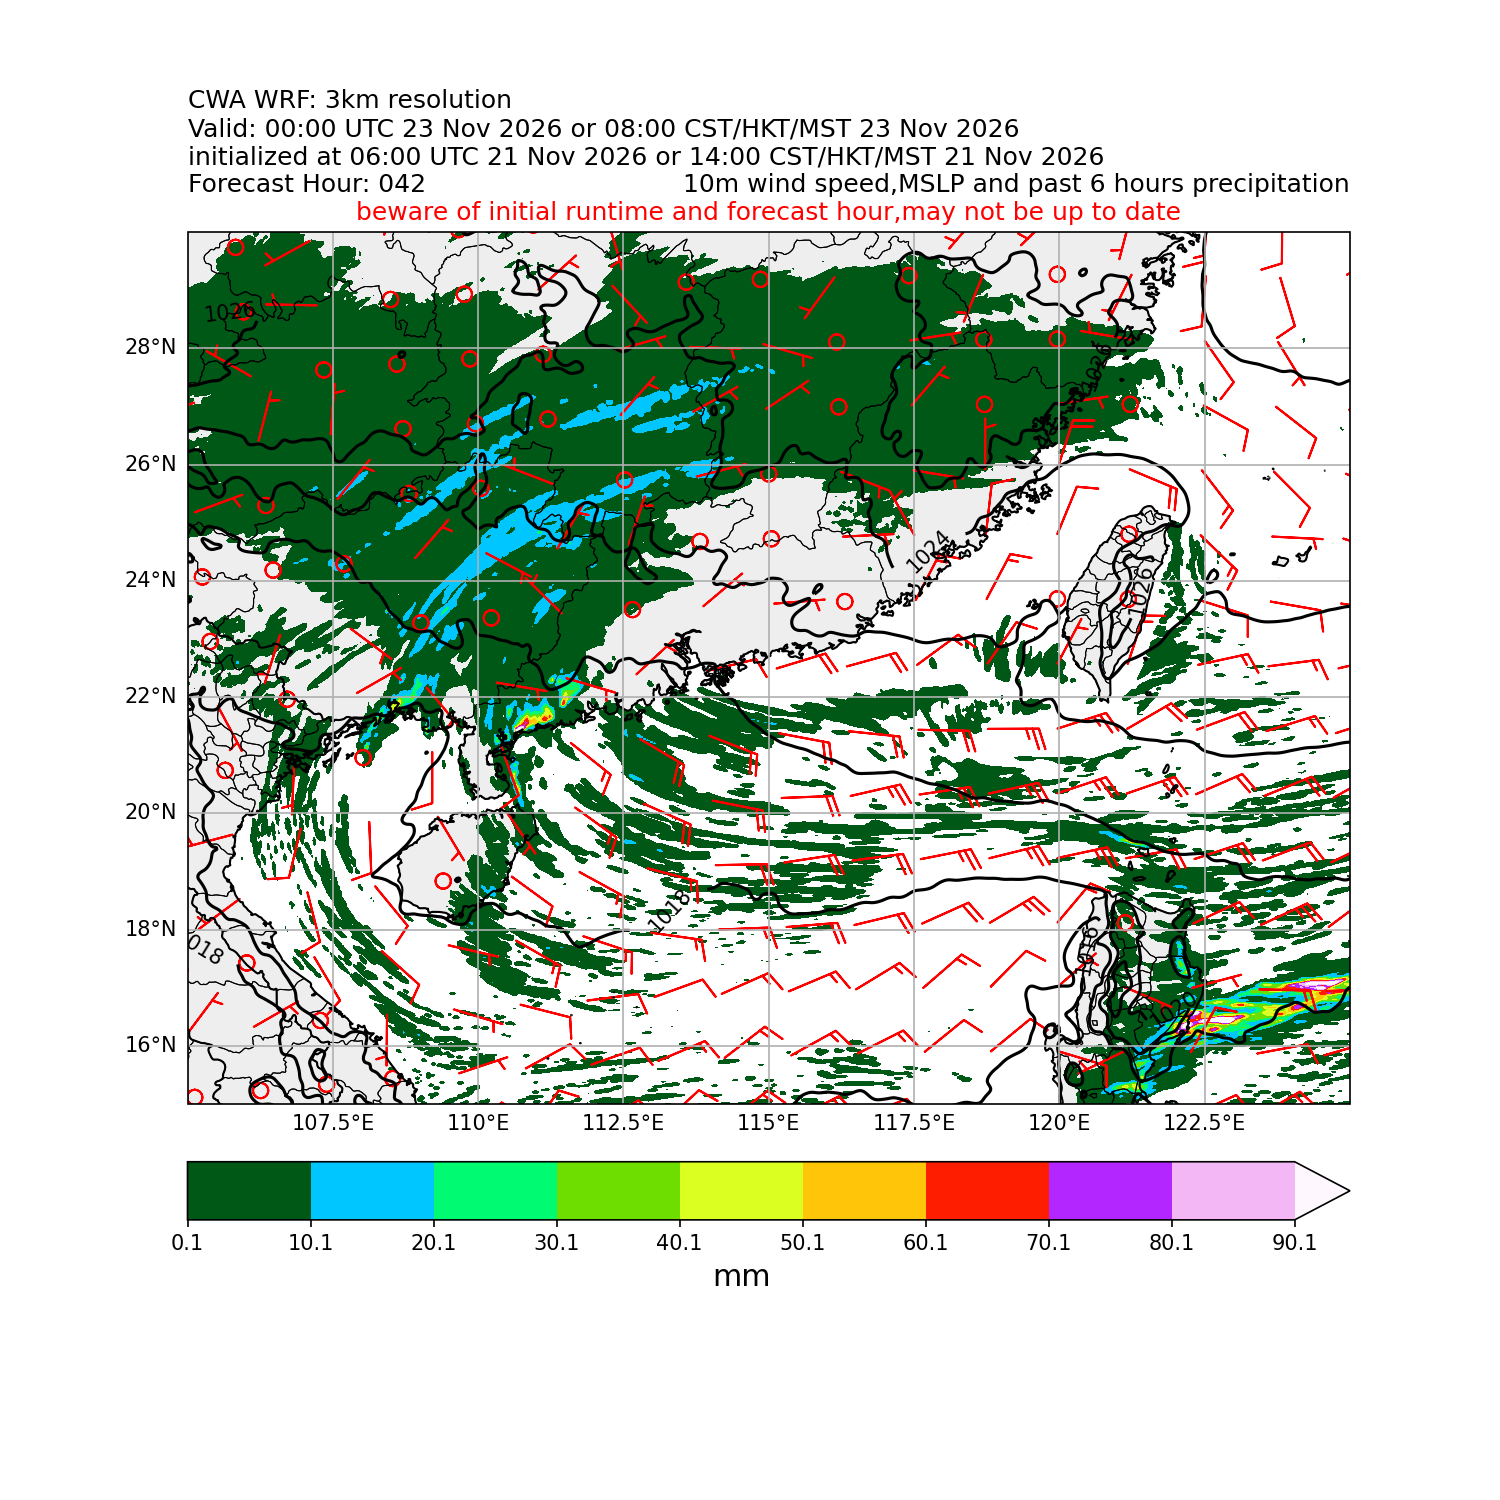 CWA WRF: 3km resolution
Valid: 00:00 UTC 23 Nov 2026 or 08:00 CST/HKT/MST 23 Nov 2026
initialized at 06:00 UTC 21 Nov 2026 or 14:00 CST/HKT/MST 21 Nov 2026
Forecast Hour: 042 10m wind speed,MSLP and past 6 hours precipitation
beware of initial runtime and forecast hour,may not be up to date
1026
28°N
1026
26°N
1024
24°N
1026
22°N
20°N
1018
18°N
018
1016
1020
16°N
107.5°E 110°E 112.5°E 115°E 117.5°E 120°E 122.5°E
0.1 10.1 20.1 30.1 40.1 50.1 60.1 70.1 80.1 90.1
mm